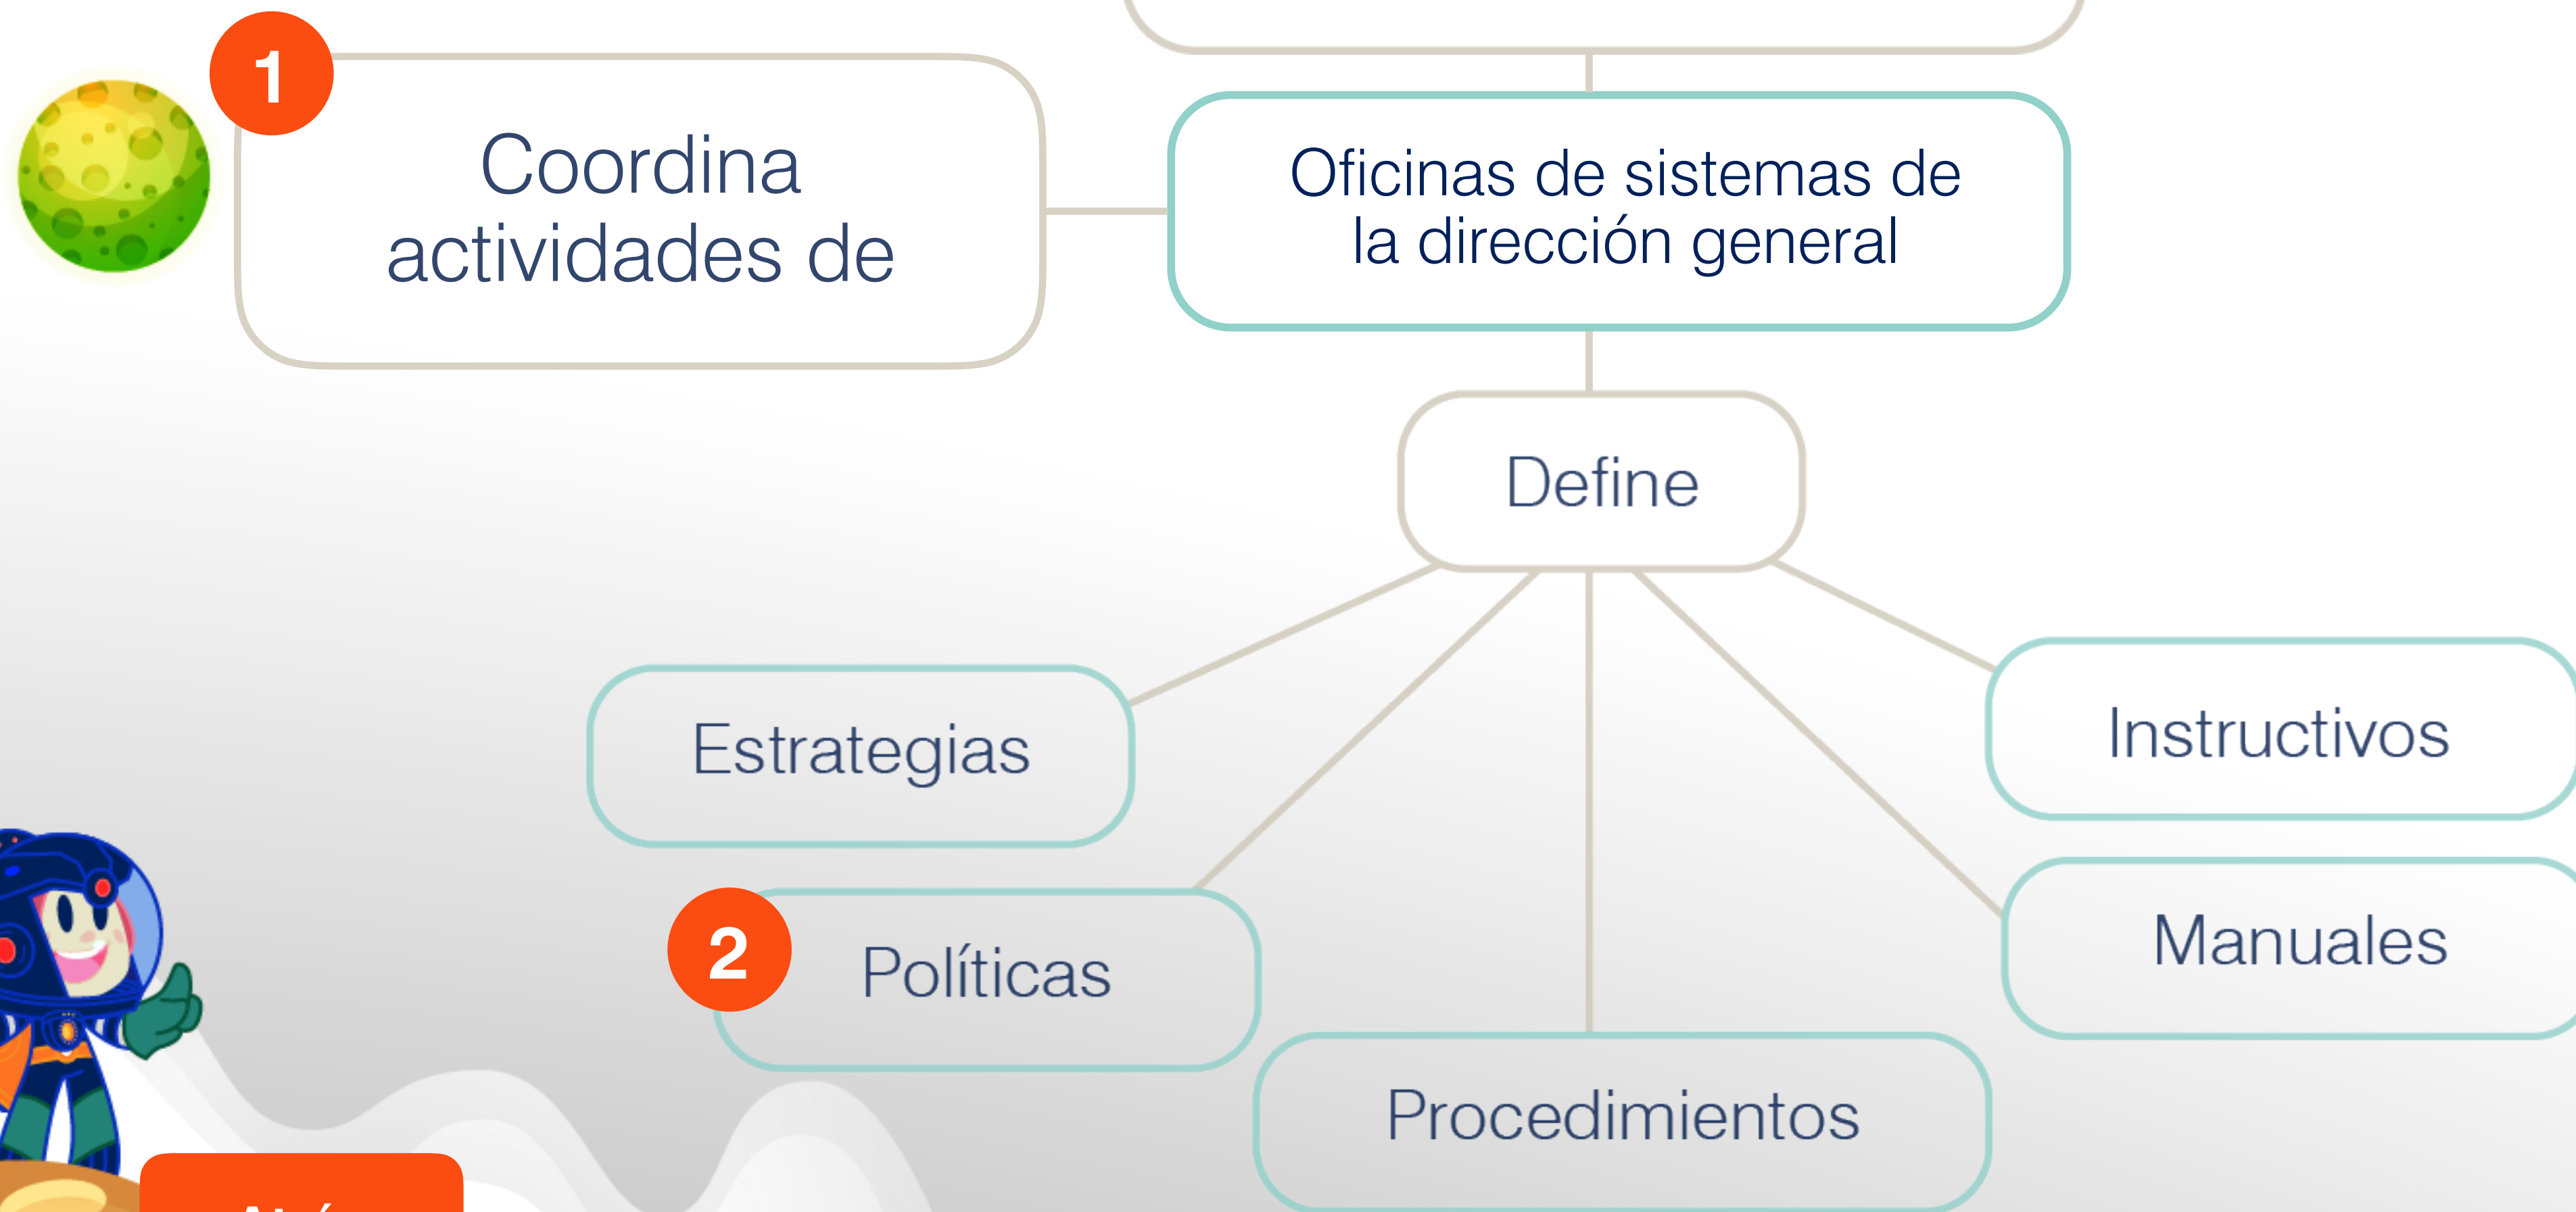 1
Coordina
actividades de
Oficinas de sistemas de
la dirección general
Define
Estrategias
Instructivos
2
Políticas
Manuales
Procedimientos